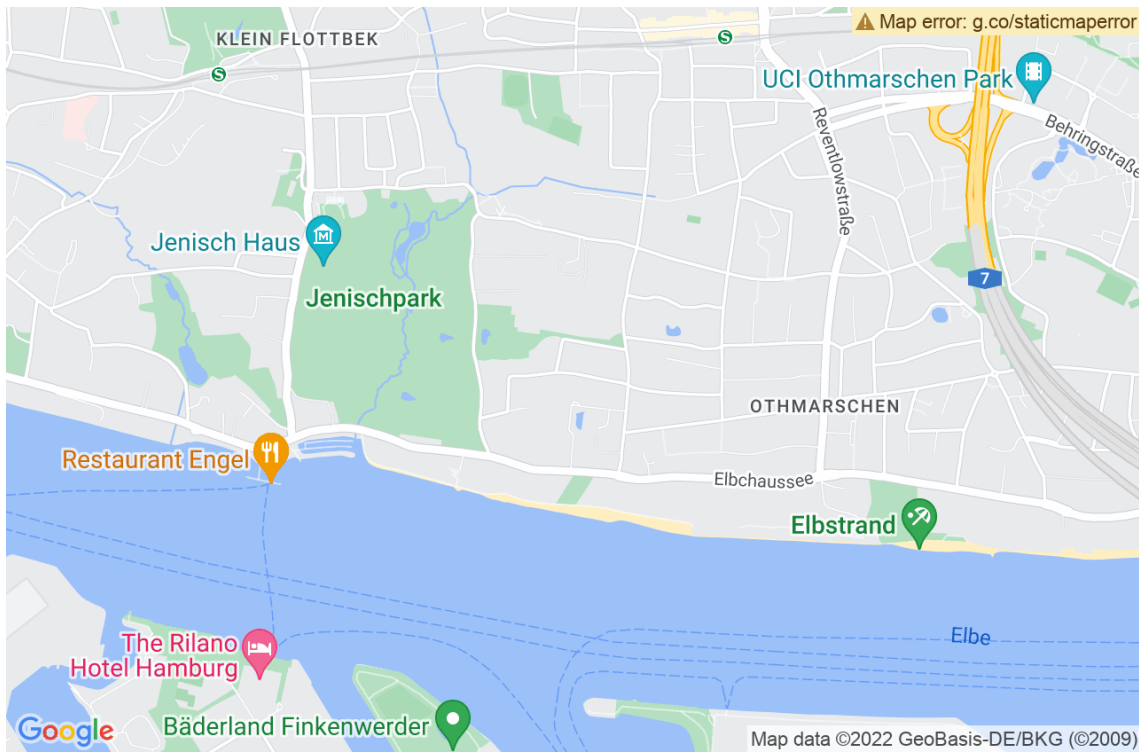 Map error: g.co/staticmaperror
KLEIN FLOTTBEK
S
S
UCI Othmarschen Park
Behringstraße
Reventlowstraße
Jenisch Haus
M
Jenischpark
7
OTHMARSCHEN
Restaurant Engel
Elbchaussee
Elbstrand
Elbe
The Rilano
Hotel Hamburg
Bäderland Finkenwerder
Google
Map data ©2022 GeoBasis-DE/BKG (©2009)